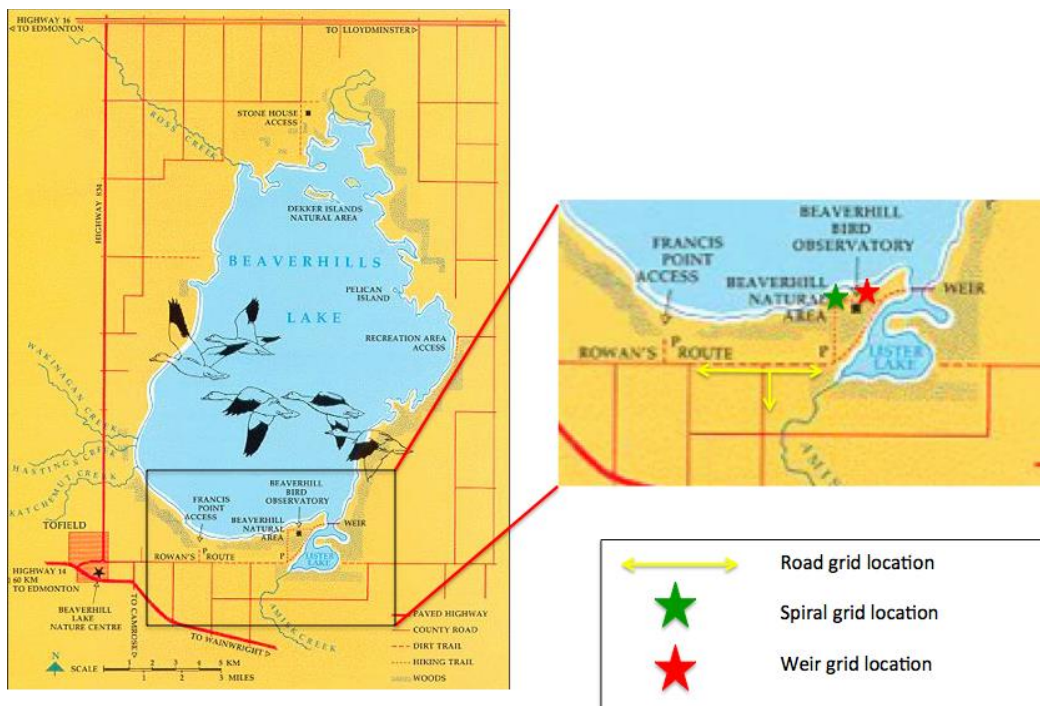 HIGHWAY 16
◁ TO EDMONTON
TO LLOYDMINSTER▷
ROSS CREEK
STONE HOUSE
ACCESS
HIGHWAY 834
DEKKER ISLANDS
NATURAL AREA
BEAVERHILLS
LAKE
PELICAN
ISLAND
RECREATION AREA
ACCESS
WAKINAGAN CREEK
HASTINGS CREEK
KATCHEMUT CREEK
TOFIELD
FRANCIS
POINT
ACCESS
BEAVERHILL
BIRD
OBSERVATORY
BEAVERHILL
NATURAL
AREA
WEIR
ROWAN'S
P
ROUTE
P
LISTER
LAKE
HIGHWAY 14
◁ 60 KM
TO EDMONTON
BEAVERHILL
LAKE
NATURE CENTRE
TO CAMROSE▷
TO WAINWRIGHT▷
AMISK CREEK
PAVED HIGHWAY
COUNTY ROAD
DIRT TRAIL
HIKING TRAIL
WOODS
N
SCALE
1 2 3 4 5 KM
1 2 3 MILES
BEAVERHILL
BIRD
OBSERVATORY
FRANCIS
POINT
ACCESS
BEAVERHILL
NATURAL
AREA
WEIR
P
ROWAN'S
P
ROUTE
P
LISTER
LAKE
AMISK
Road grid location
Spiral grid location
Weir grid location